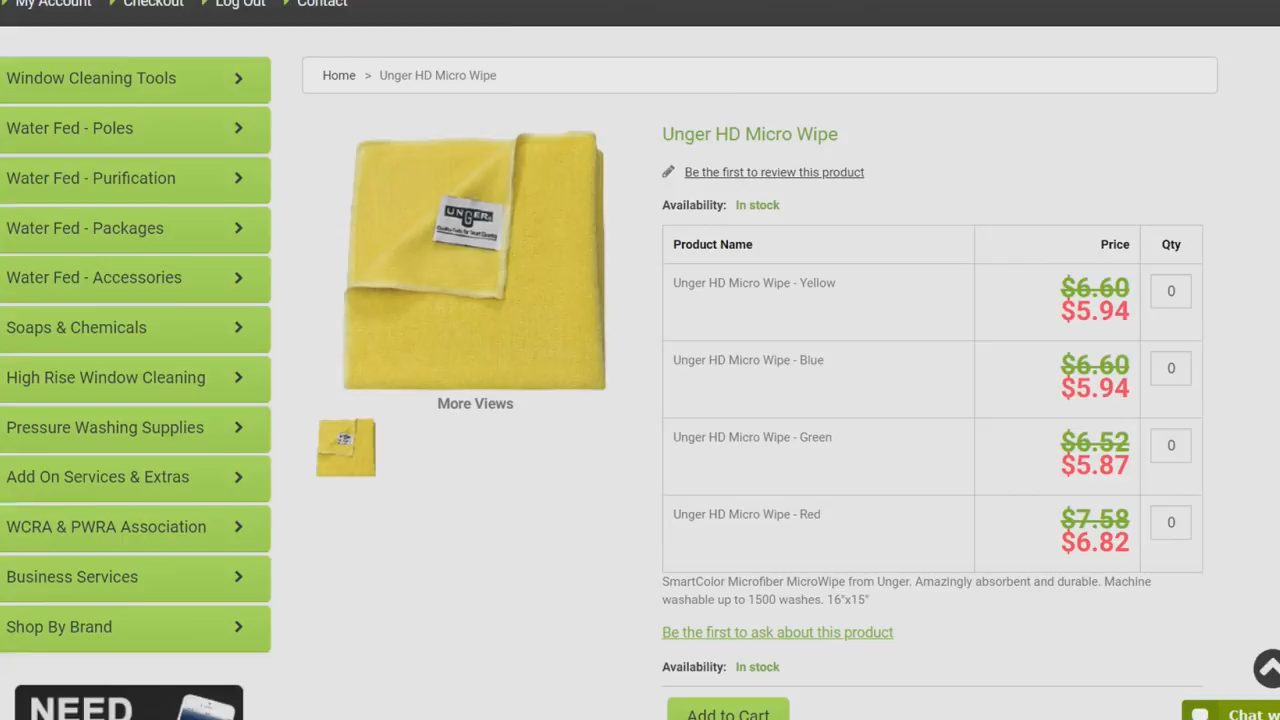 My Account
Checkout
Log Out
Contact
Window Cleaning Tools
Water Fed - Poles
Water Fed - Purification
Water Fed - Packages
Water Fed - Accessories
Soaps & Chemicals
High Rise Window Cleaning
Pressure Washing Supplies
Add On Services & Extras
WCRA & PWRA Association
Business Services
Shop By Brand
NEED
Home > Unger HD Micro Wipe
UNGER
More Views
Unger HD Micro Wipe
Be the first to review this product
Availability: In stock
Product Name Price Qty
Unger HD Micro Wipe - Yellow $6.60 0
$5.94
Unger HD Micro Wipe - Blue $6.60 0
$5.94
Unger HD Micro Wipe - Green $6.52 0
$5.87
Unger HD Micro Wipe - Red $7.58 0
$6.82
SmartColor Microfiber MicroWipe from Unger. Amazingly absorbent and durable. Machine
washable up to 1500 washes. 16"x15"
Be the first to ask about this product
Availability: In stock
Add to Cart
Chat w